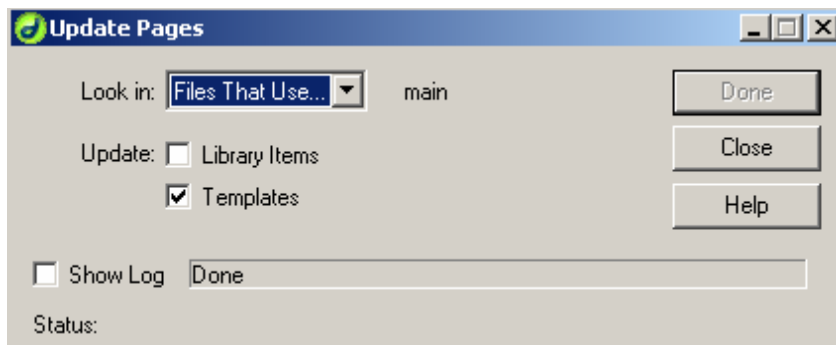 Update Pages
Look in: Files That Use... main
Done
Update: Library Items
Close
Templates
Help
Show Log Done
Status: